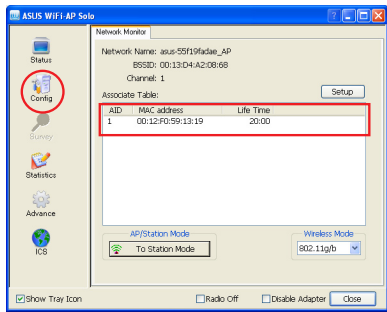 ASUS WiFi-AP Solo
Network Monitor
Status
Config
Survey
Statistics
Advance
ICS
Network Name: asus-55f19fadae_AP
BSSID: 00:13:D4:A2:08:68
Channel: 1
Associate Table:
Setup
AID MAC address Life Time
1 00:12:F0:59:13:19 20:00
AP/Station Mode
To Station Mode
Wireless Mode
802.11g/b
Show Tray Icon
Radio Off
Disable Adapter
Close